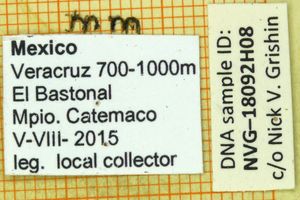 mm
Mexico
Veracruz 700-1000m
El Bastonal
Mpio. Catemaco
V-VIII- 2015
leg. local collector
DNA sample ID:
NVG-18092H08
c/o Nick V. Grishin